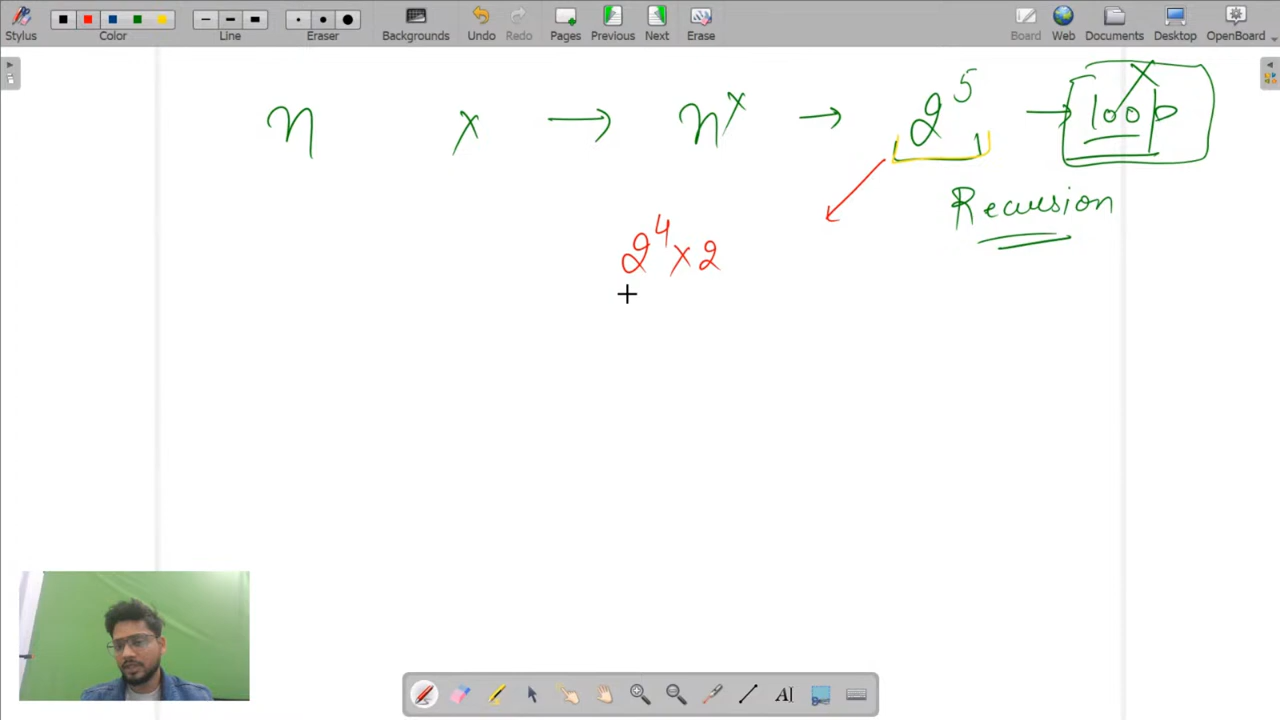 Stylus Color Line Eraser Backgrounds Undo Redo Pages Previous Next Erase Board Web Documents Desktop OpenBoard
n x → n^x → 2^5 → loop
Recursion
2^4 x 2